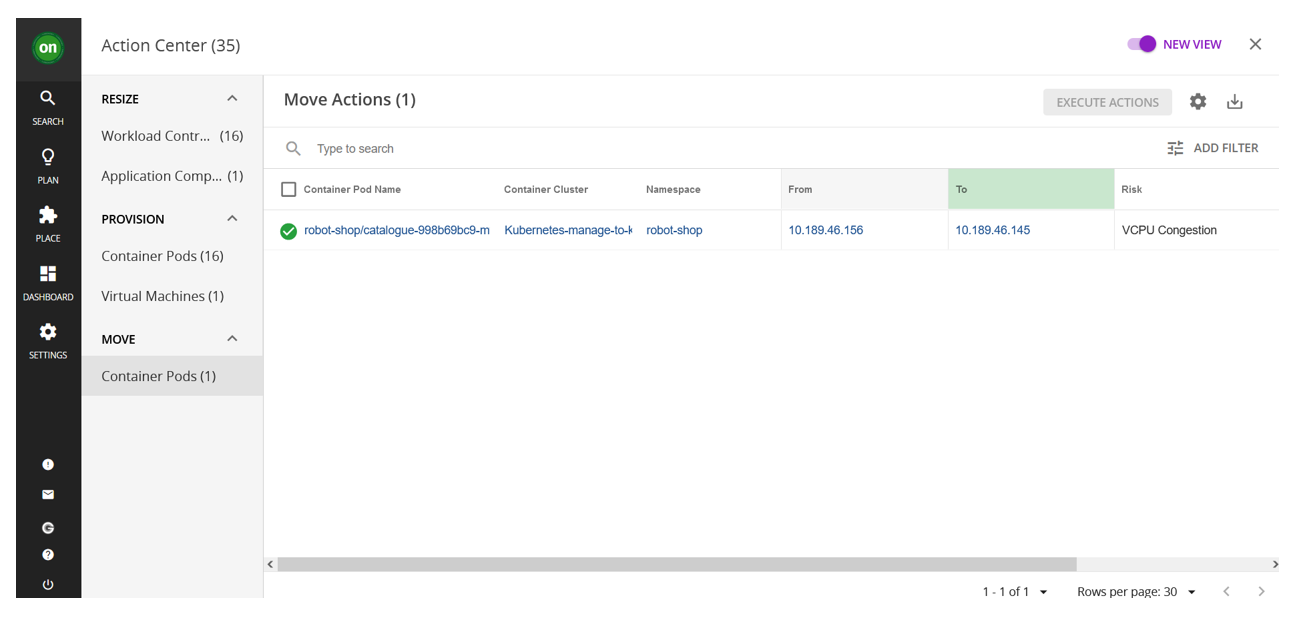 on
Action Center (35)
NEW VIEW
SEARCH
PLAN
PLACE
DASHBOARD
SETTINGS
RESIZE
Workload Contr... (16)
Application Comp... (1)
PROVISION
Container Pods (16)
Virtual Machines (1)
MOVE
Container Pods (1)
Move Actions (1)
EXECUTE ACTIONS
Type to search
ADD FILTER
Container Pod Name Container Cluster Namespace From To Risk
robot-shop/catalogue-998b69bc9-m Kubernetes-manage-to-k robot-shop 10.189.46.156 10.189.46.145 VCPU Congestion
1 - 1 of 1 Rows per page: 30